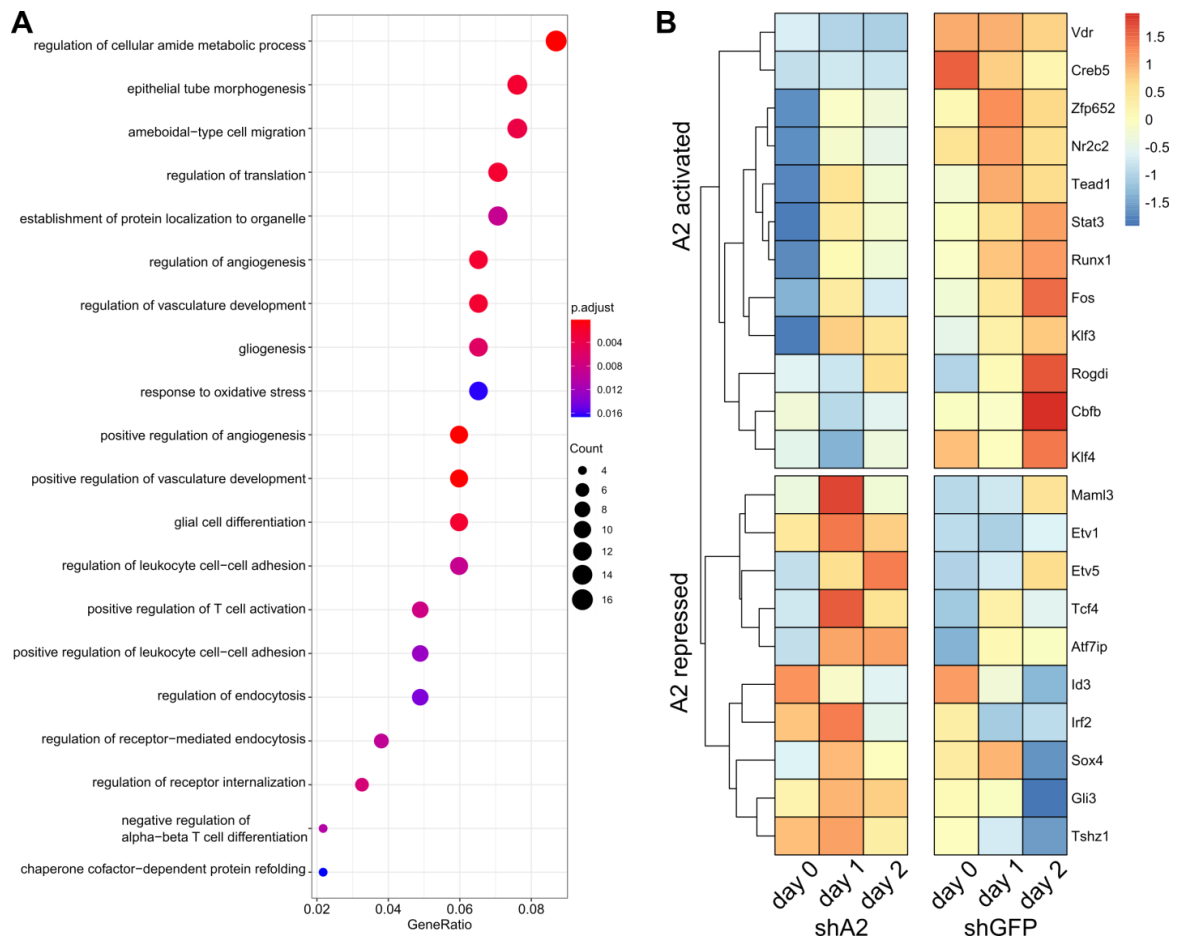 A
regulation of cellular amide metabolic process
epithelial tube morphogenesis
ameboidal−type cell migration
regulation of translation
establishment of protein localization to organelle
regulation of angiogenesis
regulation of vasculature development
gliogenesis
response to oxidative stress
positive regulation of angiogenesis
positive regulation of vasculature development
glial cell differentiation
regulation of leukocyte cell−cell adhesion
positive regulation of T cell activation
positive regulation of leukocyte cell−cell adhesion
regulation of endocytosis
regulation of receptor−mediated endocytosis
regulation of receptor internalization
negative regulation of
alpha−beta T cell differentiation
chaperone cofactor−dependent protein refolding
0.02 0.04 0.06 0.08
GeneRatio
p.adjust
0.004
0.008
0.012
0.016
Count
4
6
8
10
12
14
16
B
A2 activated
A2 repressed
Vdr
Creb5
Zfp652
Nr2c2
Tead1
Stat3
Runx1
Fos
Klf3
Rogdi
Cbfb
Klf4
Maml3
Etv1
Etv5
Tcf4
Atf7ip
Id3
Irf2
Sox4
Gli3
Tshz1
day 0 day 1 day 2 day 0 day 1 day 2
shA2 shGFP
1.5
1
0.5
0
-0.5
-1
-1.5